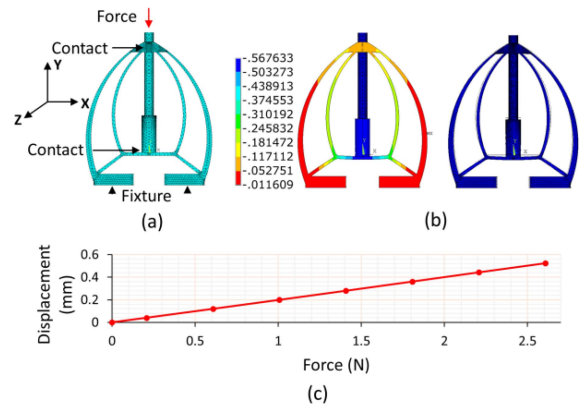 Force
Contact
Y
X
Z
Contact
Fixture
(a)
-.567633
-.503273
-.438913
-.374553
-.310192
-.245832
-.181472
-.117112
-.052751
-.011609
(b)
Displacement
(mm)
0.6
0.4
0.2
0
0 0.5 1 1.5 2 2.5
Force (N)
(c)